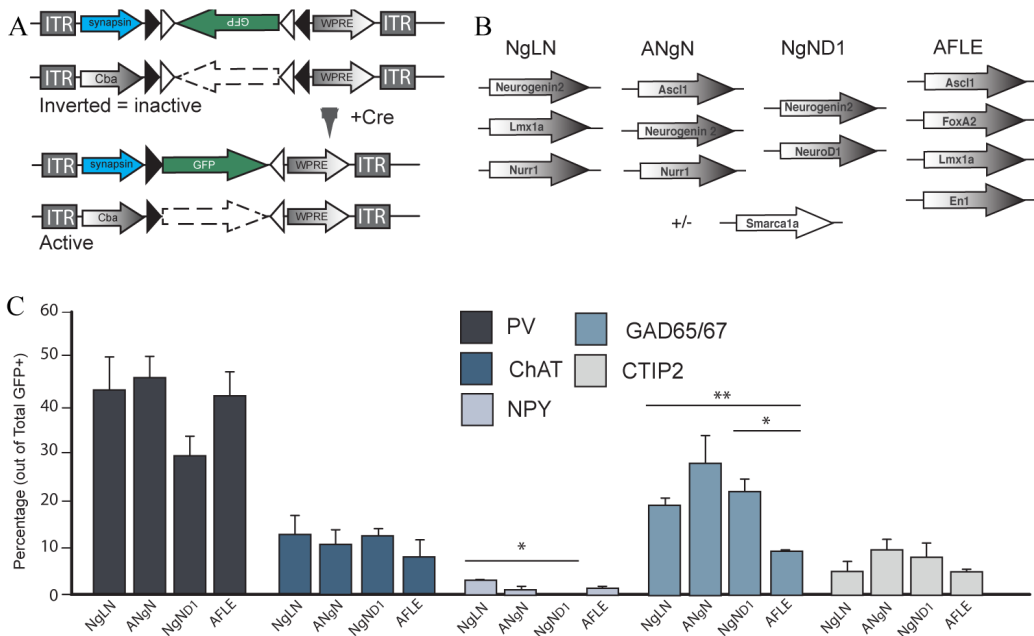 A
ITR synapsin GFP WPRE ITR
ITR Cba WPRE ITR
Inverted = inactive
+Cre
ITR synapsin GFP WPRE ITR
ITR Cba WPRE ITR
Active
B
NgLN ANgN NgND1 AFLE
Neurogenin2
Lmx1a
Nurr1
Ascl1
Neurogenin 2
Nurr1
Neurogenin2
NeuroD1
Ascl1
FoxA2
Lmx1a
En1
+/- Smarca1a
C
Percentage (out of Total GFP+)
60
50
40
30
20
10
0
PV
ChAT
NPY
GAD65/67
CTIP2
*
**
*
NgLN ANgN NgND1 AFLE
NgLN ANgN NgND1 AFLE
NgLN ANgN NgND1 AFLE
NgLN ANgN NgND1 AFLE
NgLN ANgN NgND1 AFLE